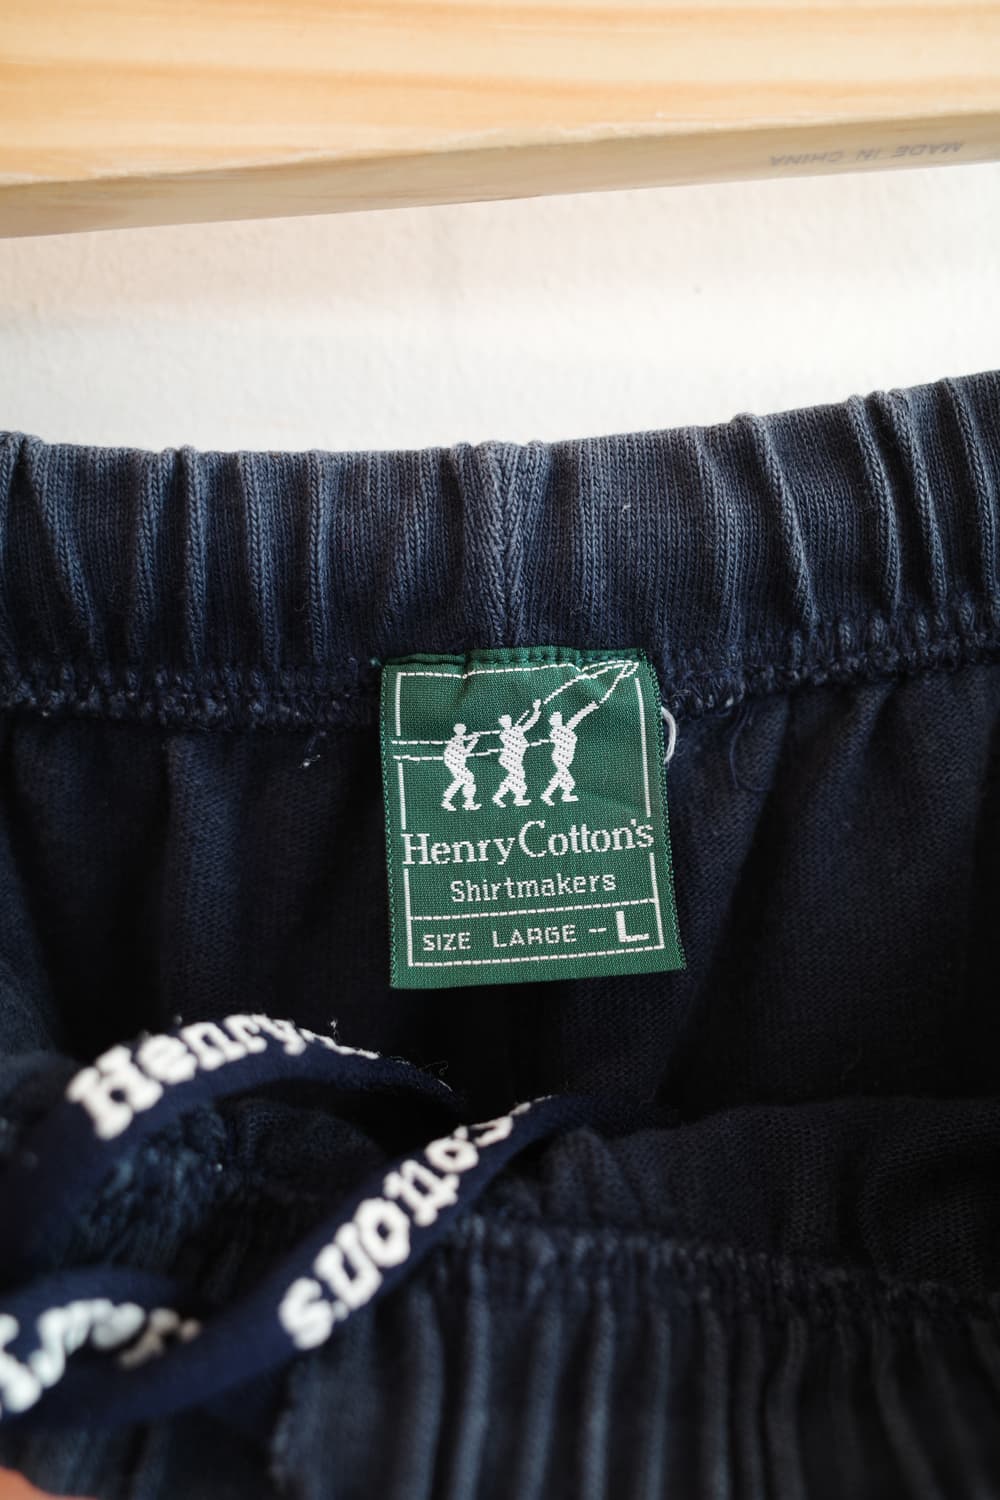 MADE IN CHINA
Henry Cotton's
Shirtmakers
SIZE LARGE -- L
Henry
Cotton's